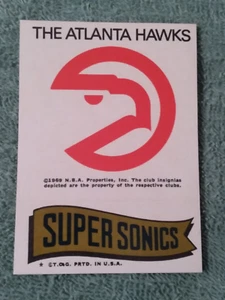 THE ATLANTA HAWKS
©1969 N.B.A. Properties, Inc. The club insignias
depicted are the property of the respective clubs.
SUPER SONICS
* ©T.C.G. PRTD. IN U.S.A.